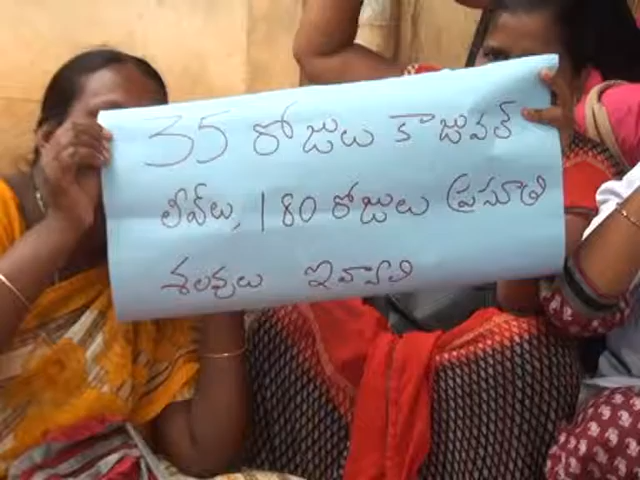 35 రోజులు కాజువల్
లీవ్‌లు, 180 రోజులు ప్రసూతి
శలవులు ఇవ్వాలి